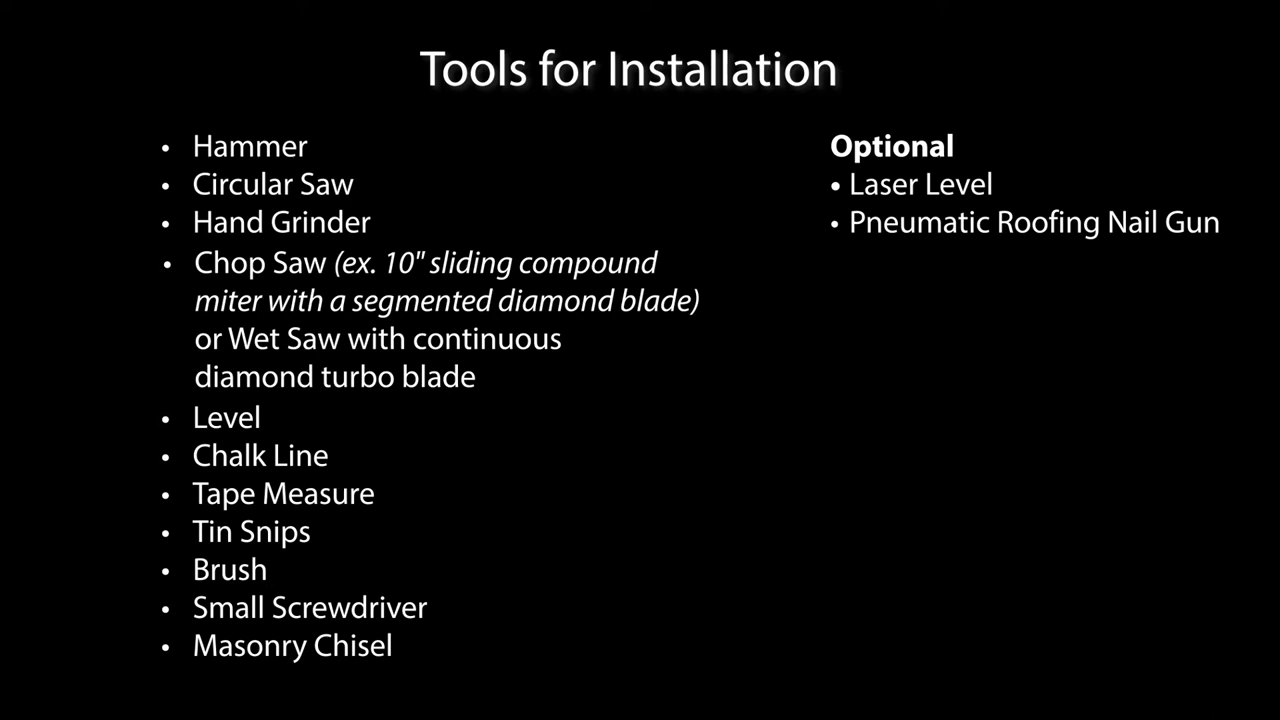 Tools for Installation
• Hammer
• Circular Saw
• Hand Grinder
• Chop Saw (ex. 10" sliding compound
miter with a segmented diamond blade)
or Wet Saw with continuous
diamond turbo blade
• Level
• Chalk Line
• Tape Measure
• Tin Snips
• Brush
• Small Screwdriver
• Masonry Chisel
Optional
• Laser Level
• Pneumatic Roofing Nail Gun